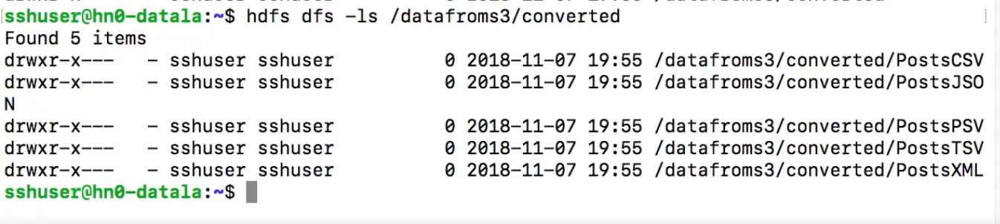 sshuser@hn0-datala:~$ hdfs dfs -ls /datafroms3/converted
Found 5 items
drwxr-x---   - sshuser sshuser          0 2018-11-07 19:55 /datafroms3/converted/PostsCSV
drwxr-x---   - sshuser sshuser          0 2018-11-07 19:55 /datafroms3/converted/PostsJSO
N
drwxr-x---   - sshuser sshuser          0 2018-11-07 19:55 /datafroms3/converted/PostsPSV
drwxr-x---   - sshuser sshuser          0 2018-11-07 19:55 /datafroms3/converted/PostsTSV
drwxr-x---   - sshuser sshuser          0 2018-11-07 19:55 /datafroms3/converted/PostsXML
sshuser@hn0-datala:~$